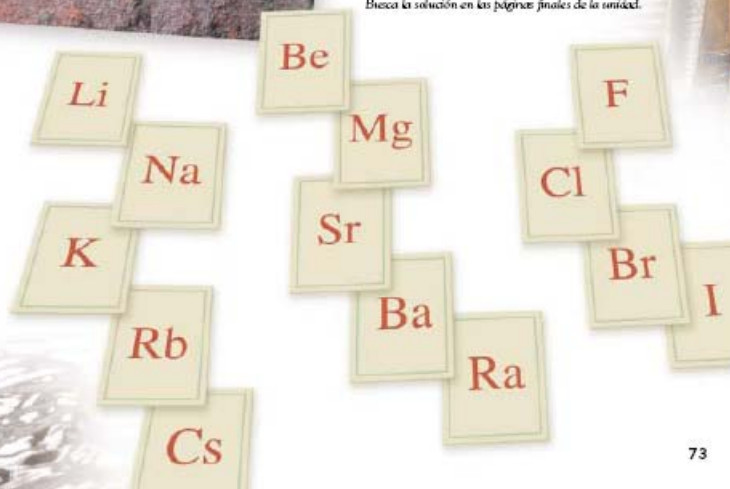 Busca la solución en las páginas finales de la unidad.
Li
Na
K
Rb
Cs
Be
Mg
Sr
Ba
Ra
F
Cl
Br
I
73